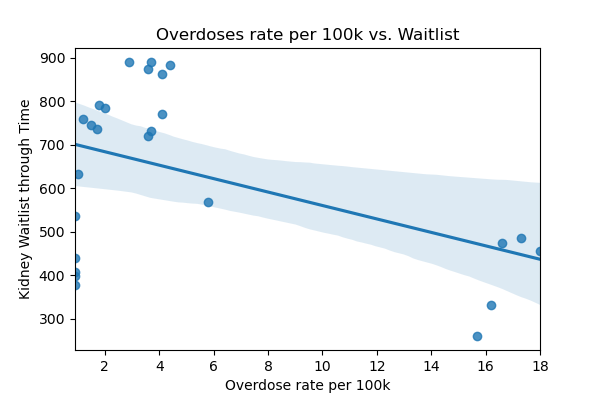 Overdoses rate per 100k vs. Waitlist
900
800
700
600
500
400
300
Kidney Waitlist through Time
2 4 6 8 10 12 14 16 18
Overdose rate per 100k